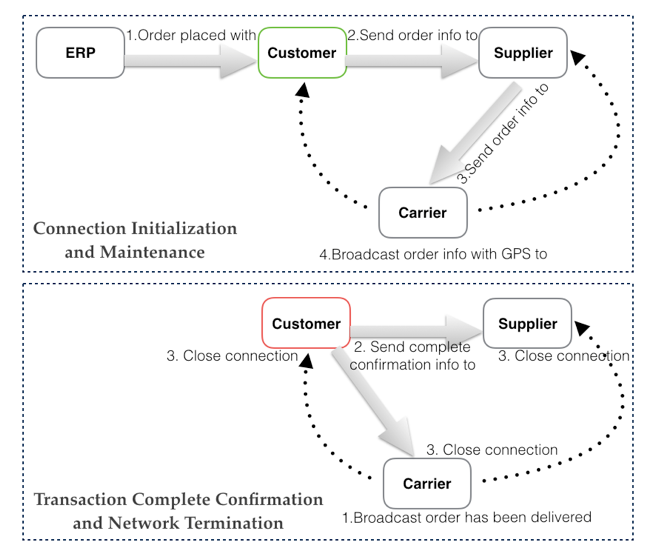 1.Order placed with
2.Send order info to
ERP
Customer
Supplier
3.Send order info to
Carrier
Connection Initialization
and Maintenance
4.Broadcast order info with GPS to
Customer
Supplier
2. Send complete
confirmation info to
3. Close connection
3. Close connection
3. Close connection
Carrier
Transaction Complete Confirmation
and Network Termination
1.Broadcast order has been delivered